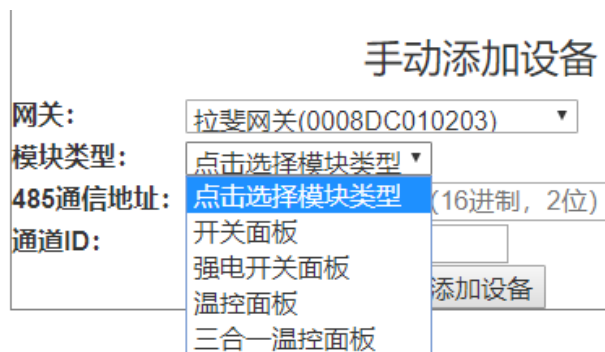 手动添加设备
网关: 拉斐网关(0008DC010203)
模块类型: 点击选择模块类型
485通信地址: 点击选择模块类型 (16进制, 2位)
通道ID: 开关面板
强电开关面板
添加设备
温控面板
三合一温控面板